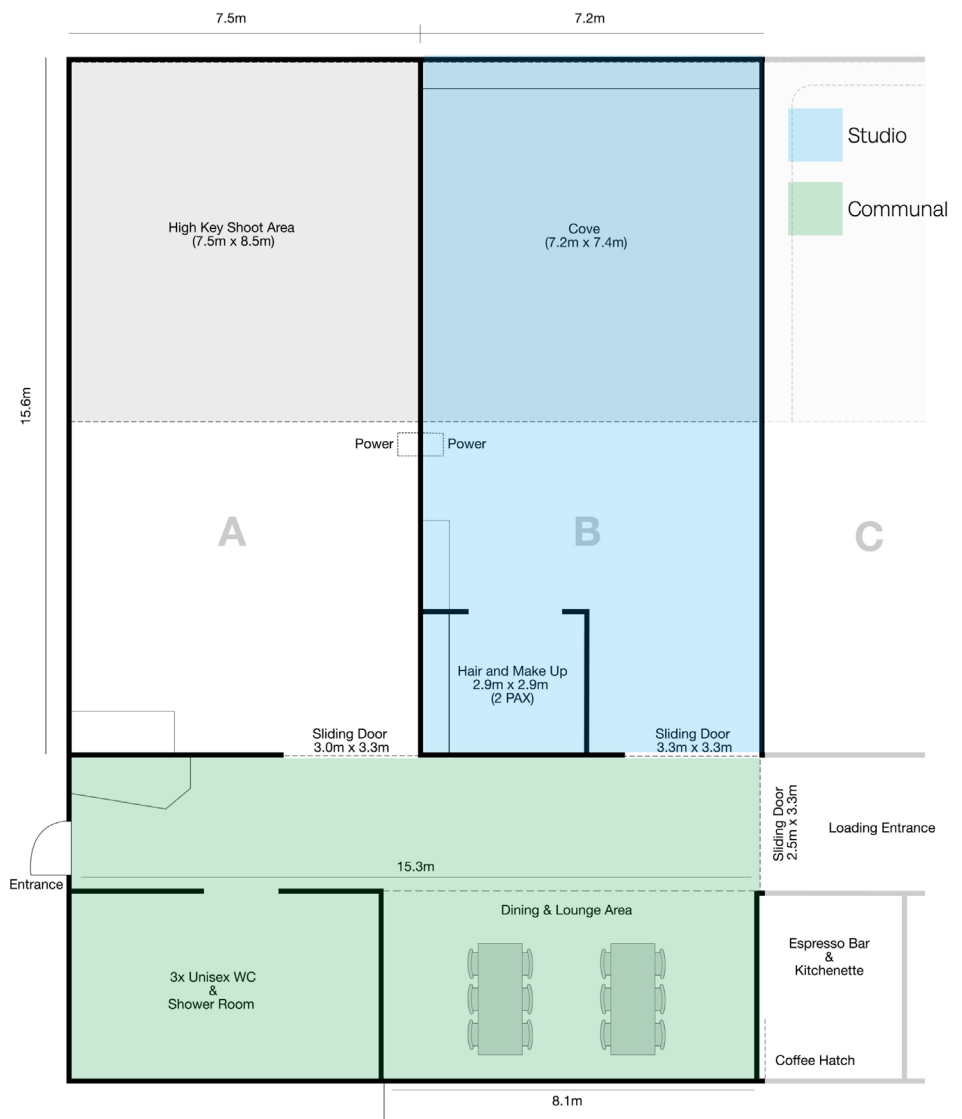 7.5m
7.2m
Studio
Communal
High Key Shoot Area
(7.5m x 8.5m)
Cove
(7.2m x 7.4m)
15.6m
Power
Power
A
B
C
Hair and Make Up
2.9m x 2.9m
(2 PAX)
Sliding Door
3.0m x 3.3m
Sliding Door
3.3m x 3.3m
Sliding Door
2.5m x 3.3m
Loading Entrance
Entrance
15.3m
Dining & Lounge Area
3x Unisex WC
&
Shower Room
Espresso Bar
&
Kitchenette
Coffee Hatch
8.1m